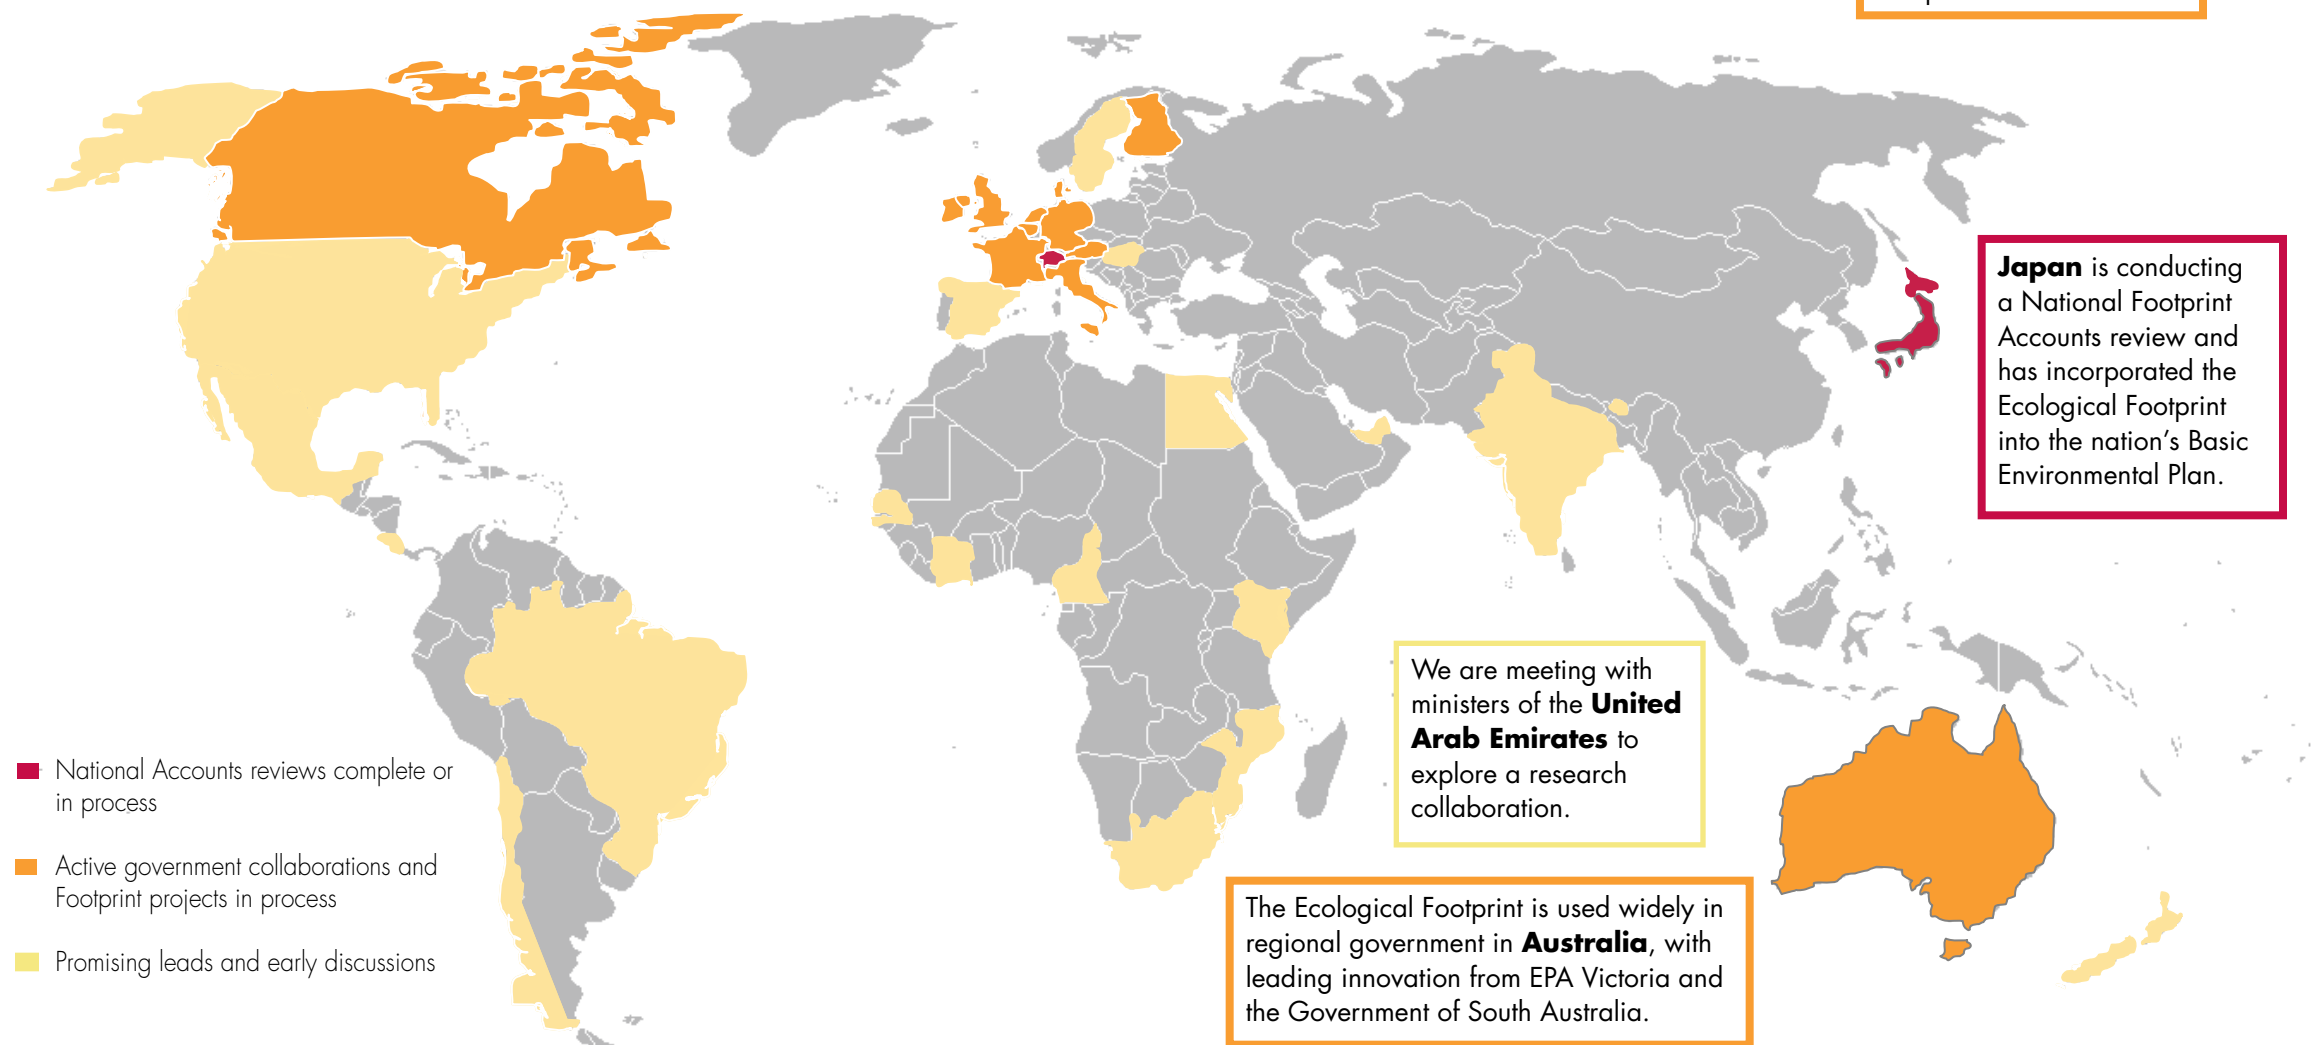 Japan is conducting
a National Footprint
Accounts review and
has incorporated the
Ecological Footprint
into the nation's Basic
Environmental Plan.
We are meeting with
ministers of the United
Arab Emirates to
explore a research
collaboration.
National Accounts reviews complete or
in process
Active government collaborations and
Footprint projects in process
Promising leads and early discussions
The Ecological Footprint is used widely in
regional government in Australia, with
leading innovation from EPA Victoria and
the Government of South Australia.